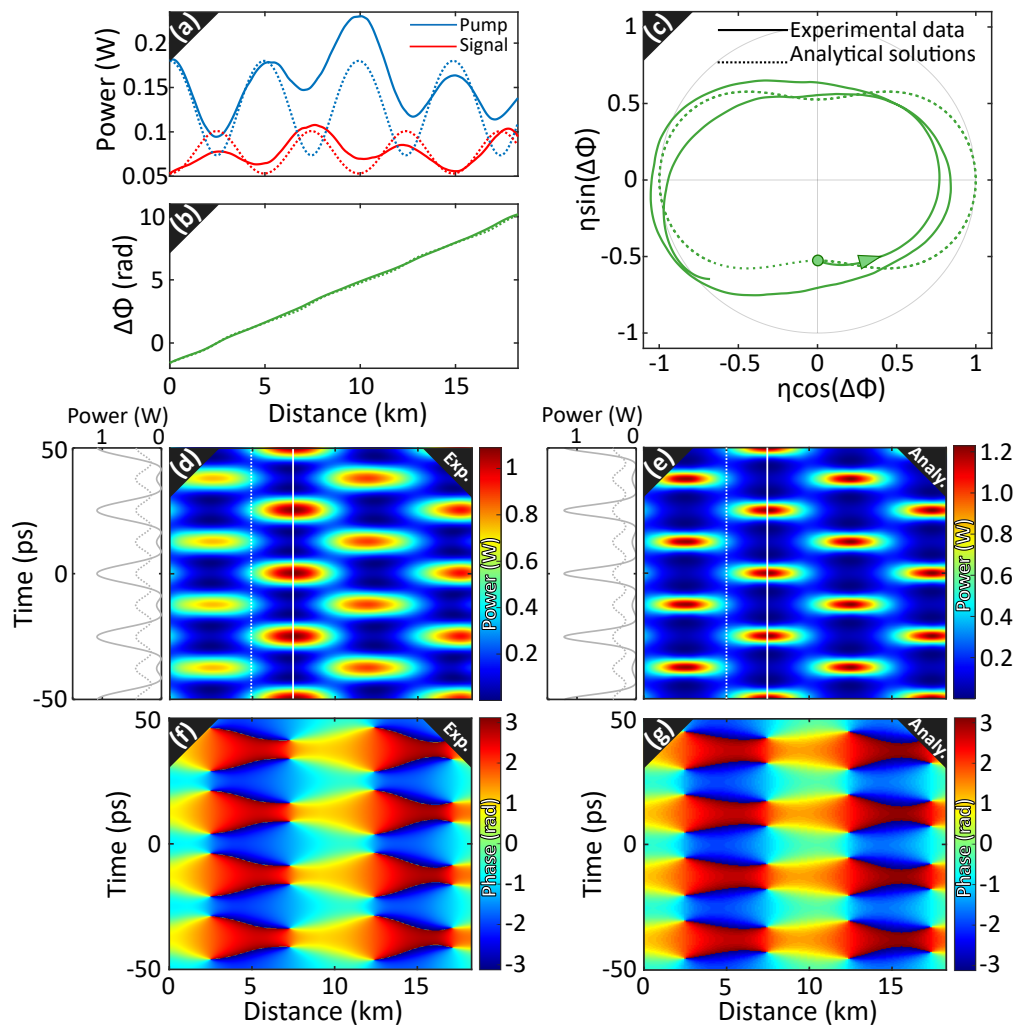 (a)
Power (W)
0.2
0.15
0.1
0.05
Pump
Signal
(b)
ΔΦ (rad)
10
5
0
0 5 10 15
Distance (km)
(c)
Experimental data
Analytical solutions
ηsin(ΔΦ)
1
0.5
0
-0.5
-1
-1 -0.5 0 0.5 1
ηcos(ΔΦ)
Power (W)
1 0
(d)
Exp.
Time (ps)
50
0
-50
Power (W)
1
0.8
0.6
0.4
0.2
Power (W)
1 0
(e)
Analy.
Power (W)
1.2
1.0
0.8
0.6
0.4
0.2
(f)
Exp.
Time (ps)
50
0
-50
0 5 10 15
Distance (km)
Phase (rad)
3
2
1
0
-1
-2
-3
(g)
Analy.
Time (ps)
50
0
-50
0 5 10 15
Distance (km)
Phase (rad)
3
2
1
0
-1
-2
-3